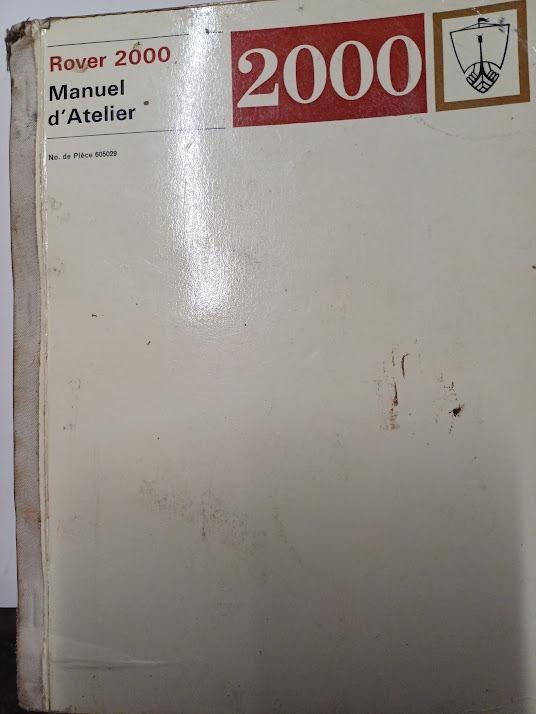 Rover 2000
Manuel
d'Atelier
No. de Pièce 605029
2000